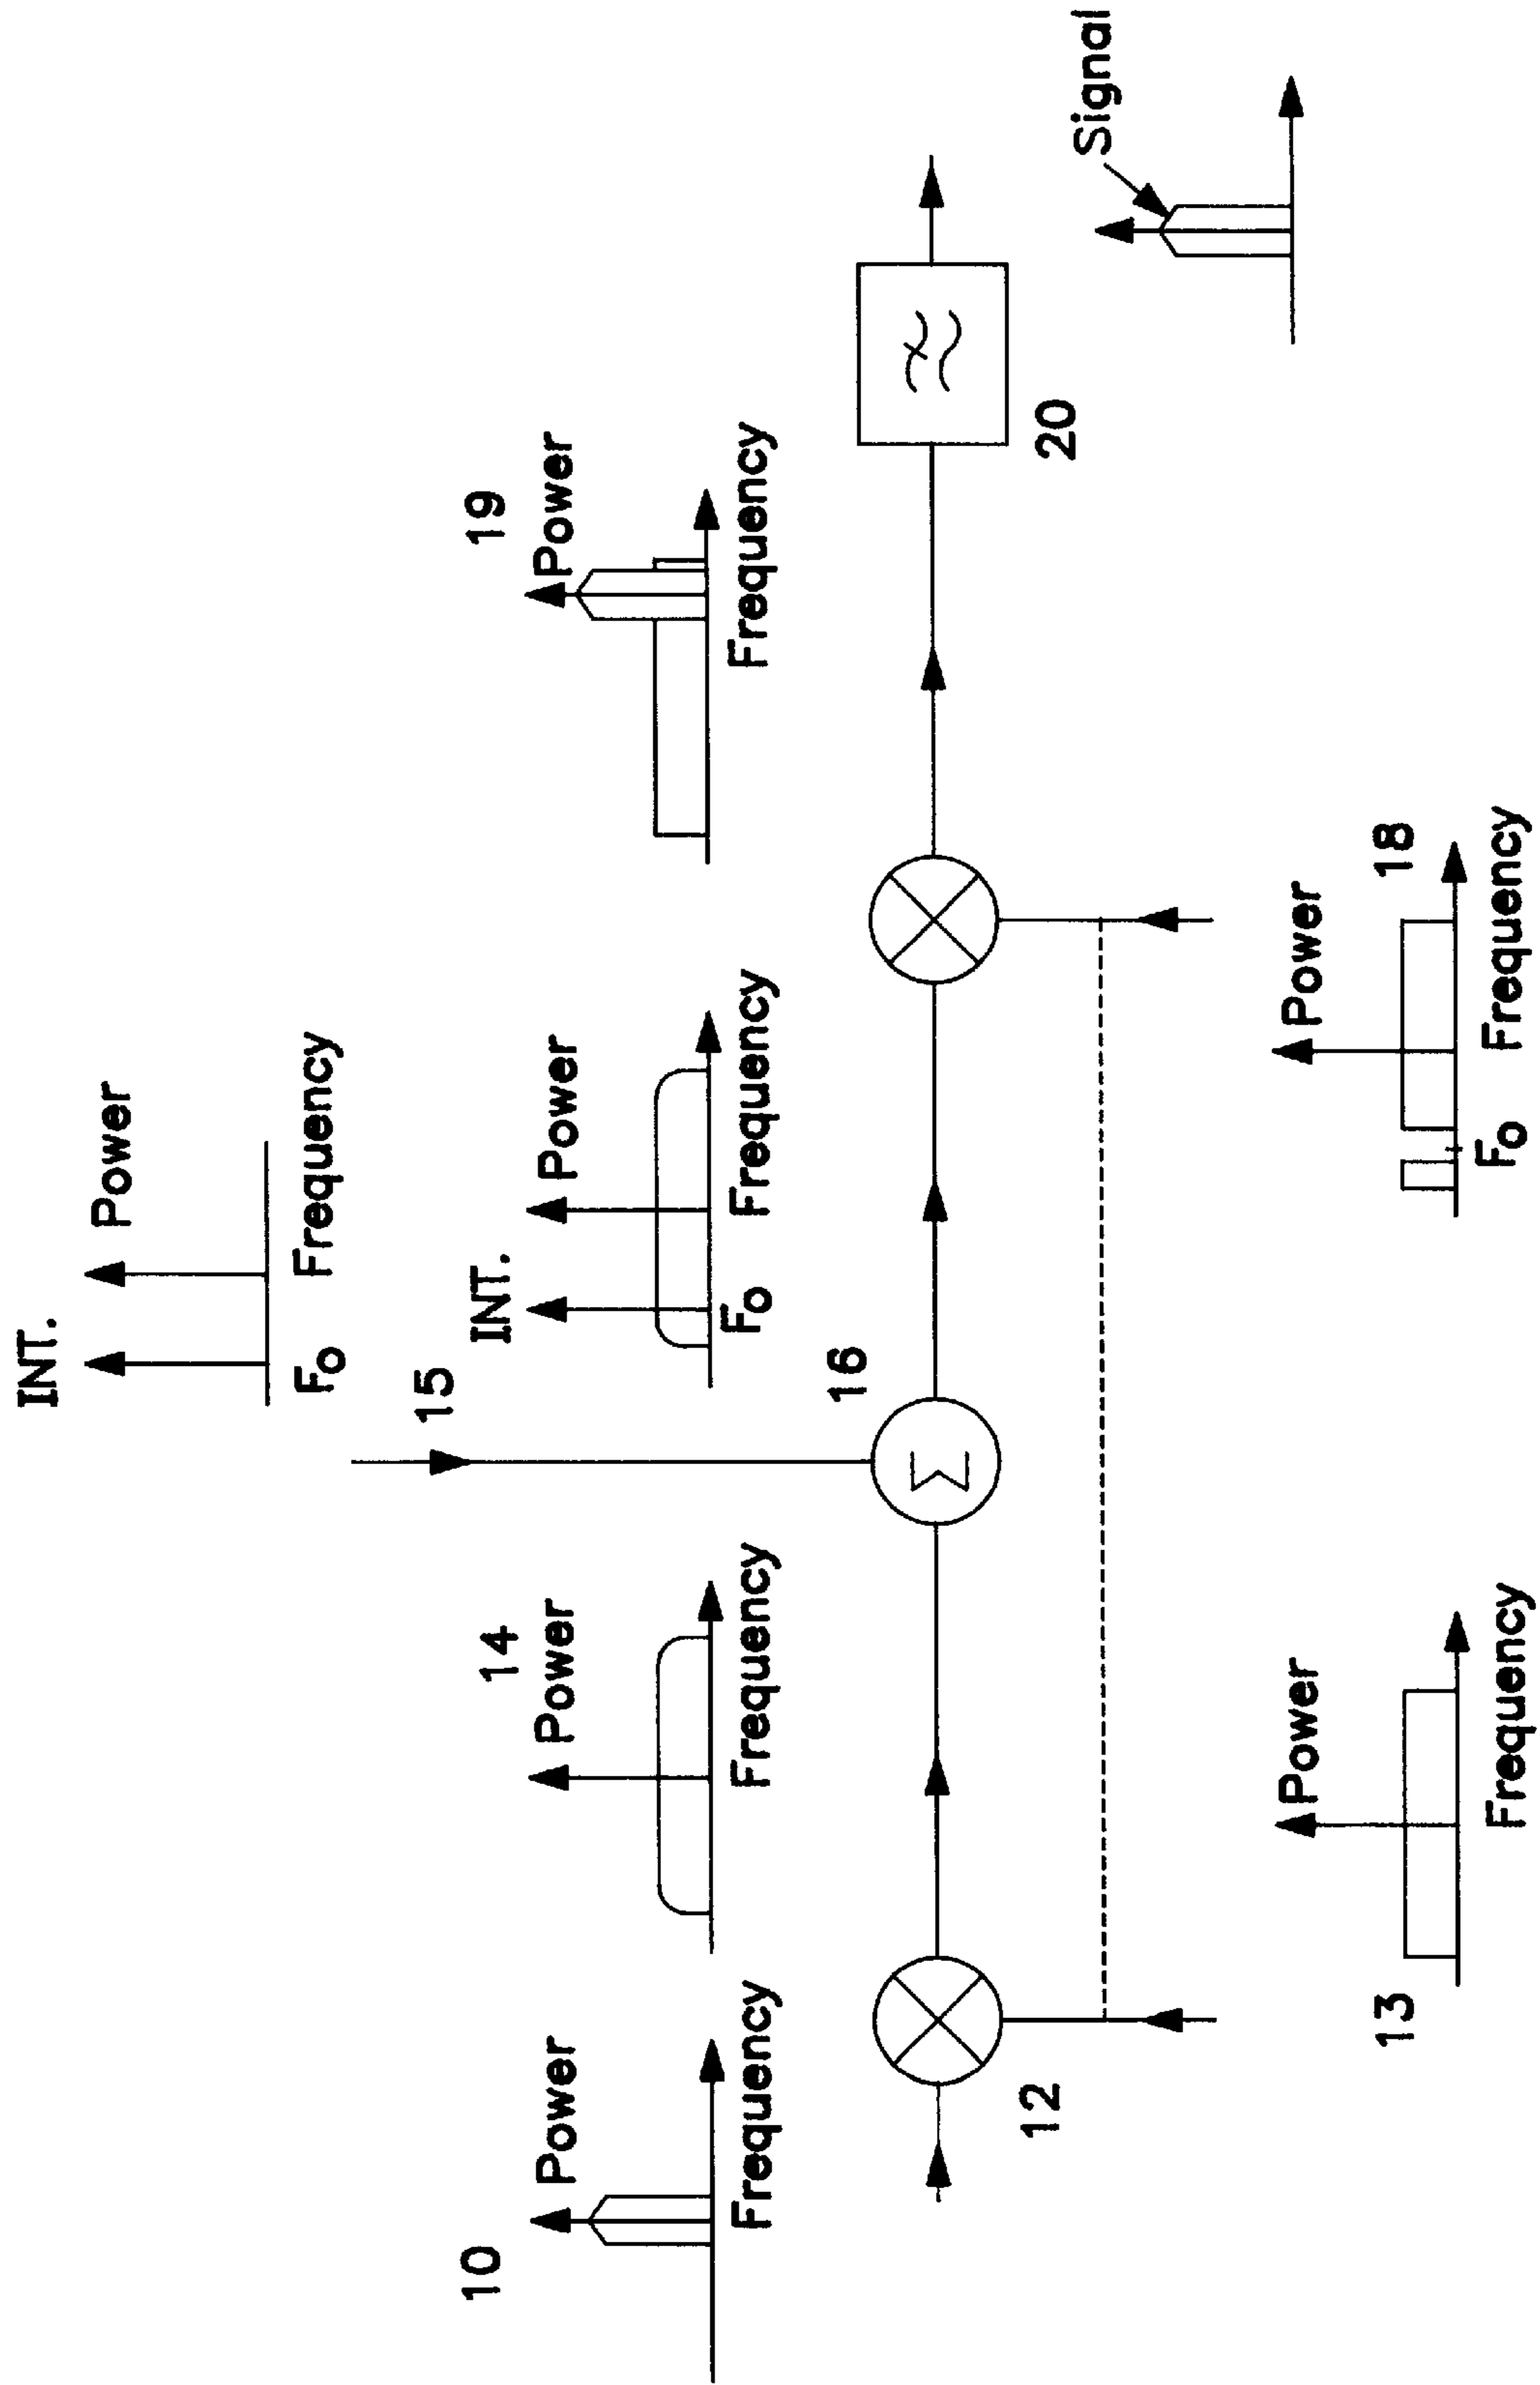 INT.
Power
F0
Frequency
15
10
Power
Frequency
14
Power
Frequency
INT.
Power
F0
Frequency
19
Power
Frequency
12
16
Σ
20
Signal
13
Power
Frequency
Power
18
F0
Frequency